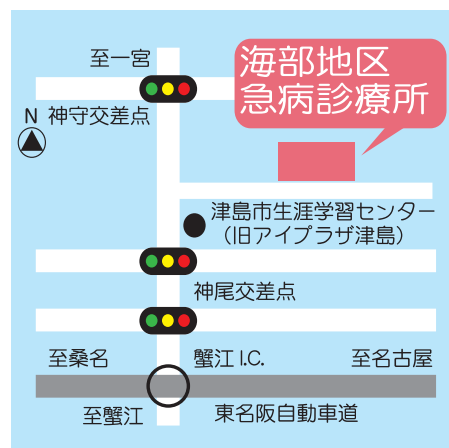 至一宮
海部地区
急病診療所
N
神守交差点
津島市生涯学習センター
（旧アイプラザ津島）
神尾交差点
至桑名
蟹江 I.C.
至名古屋
至蟹江
東名阪自動車道